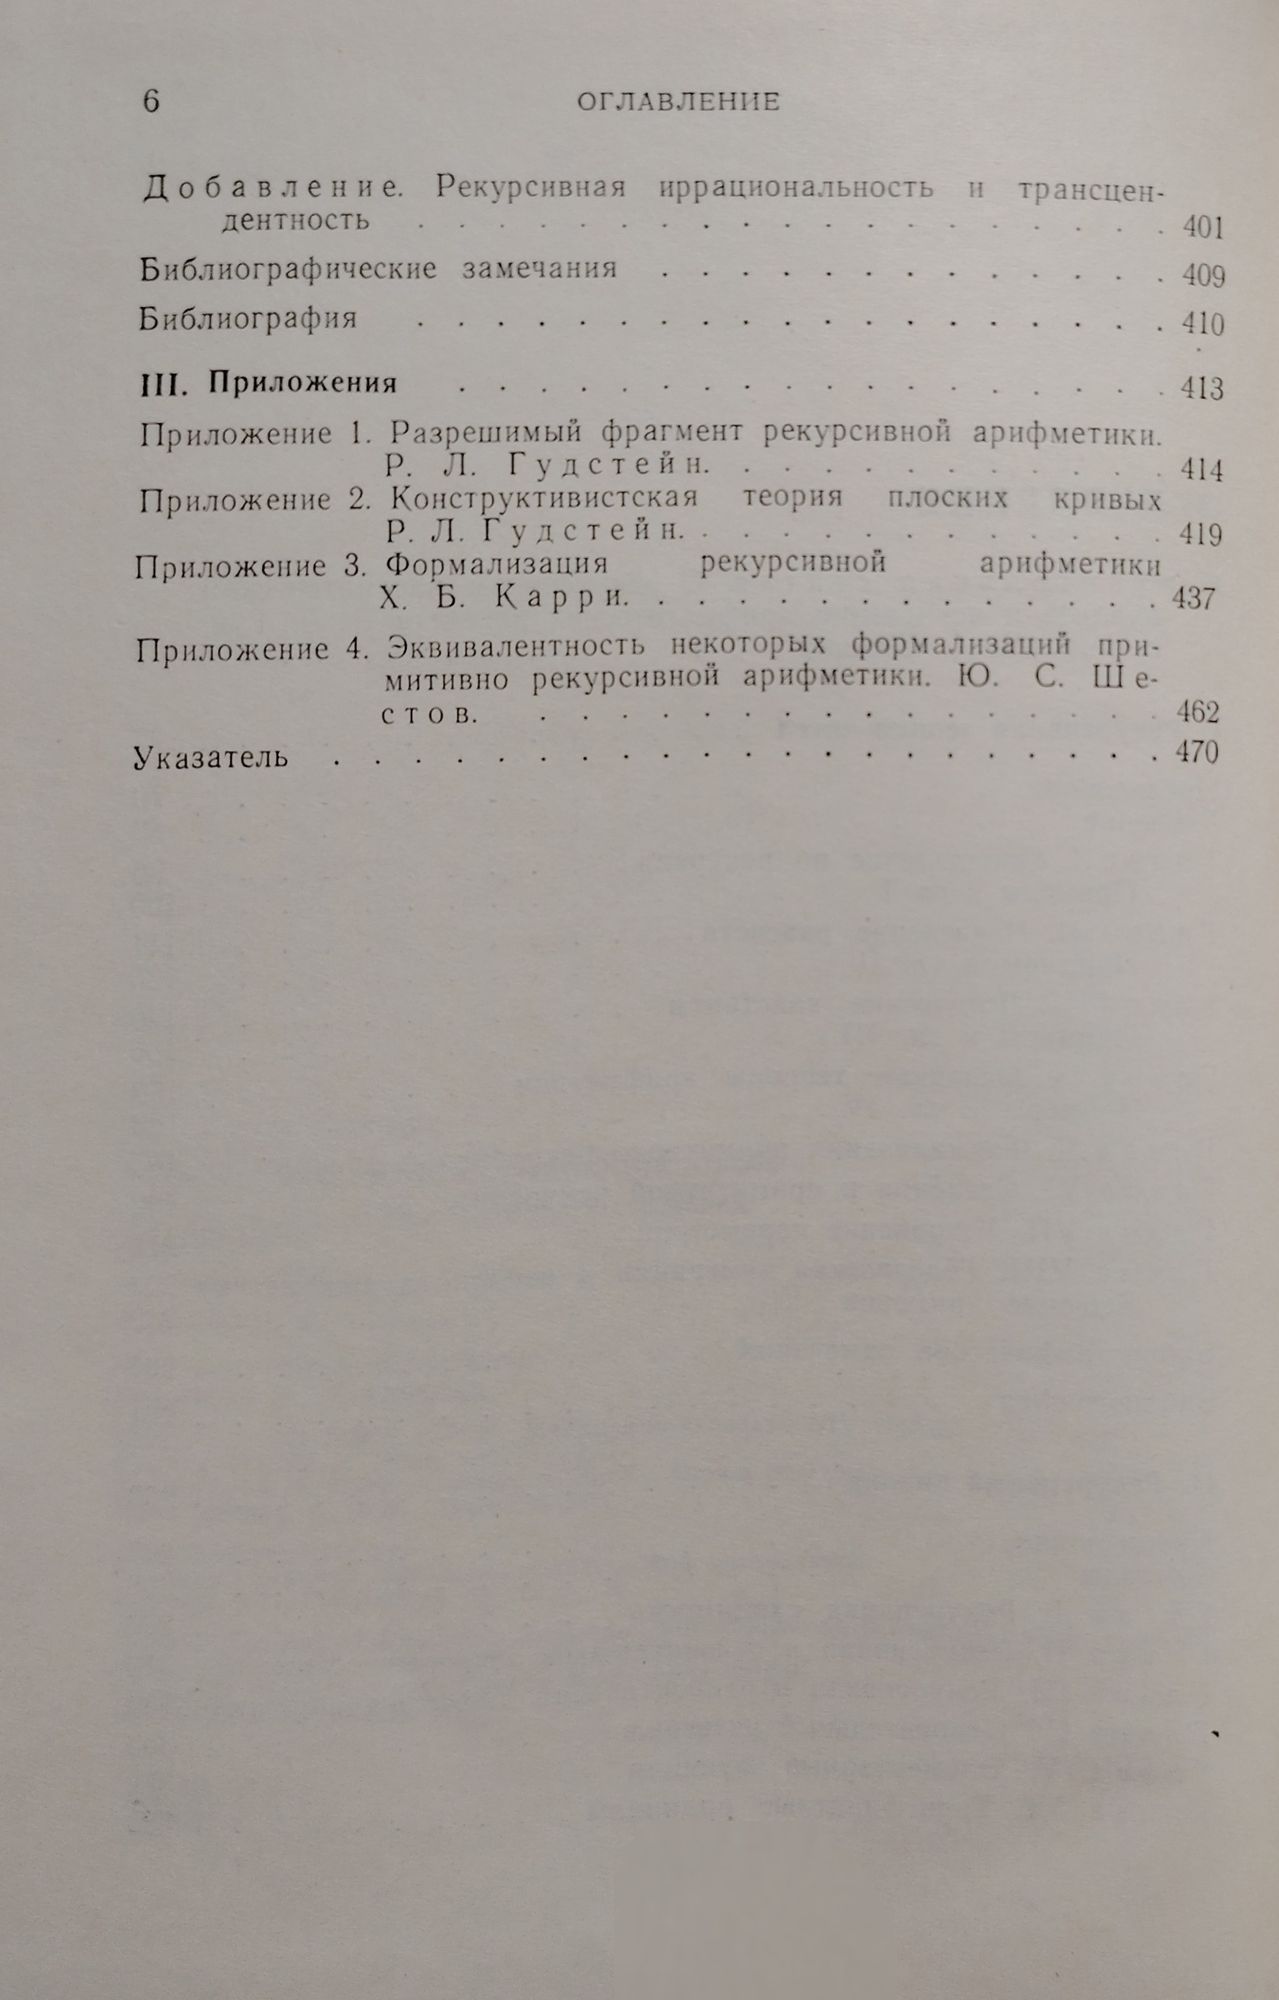 6 ОГЛАВЛЕНИЕ
Добавление. Рекурсивная иррациональность и трансцен-
дентность . . . . . . . . . . . . . . . . . . . 401
Библиографические замечания . . . . . . . . . . . . . 409
Библиография . . . . . . . . . . . . . . . . . . . 410
III. Приложения . . . . . . . . . . . . . . . . . . 413
Приложение 1. Разрешимый фрагмент рекурсивной арифметики.
Р. Л. Гудстейн. . . . . . . . . . . . 414
Приложение 2. Конструктивистская теория плоских кривых
Р. Л. Гудстейн. . . . . . . . . . . . . 419
Приложение 3. Формализация рекурсивной арифметики
Х. Б. Карри. . . . . . . . . . . . . . 437
Приложение 4. Эквивалентность некоторых формализаций при-
митивно рекурсивной арифметики. Ю. С. Ше-
стов. . . . . . . . . . . . . . . . . 462
Указатель . . . . . . . . . . . . . . . . . . . . . 470